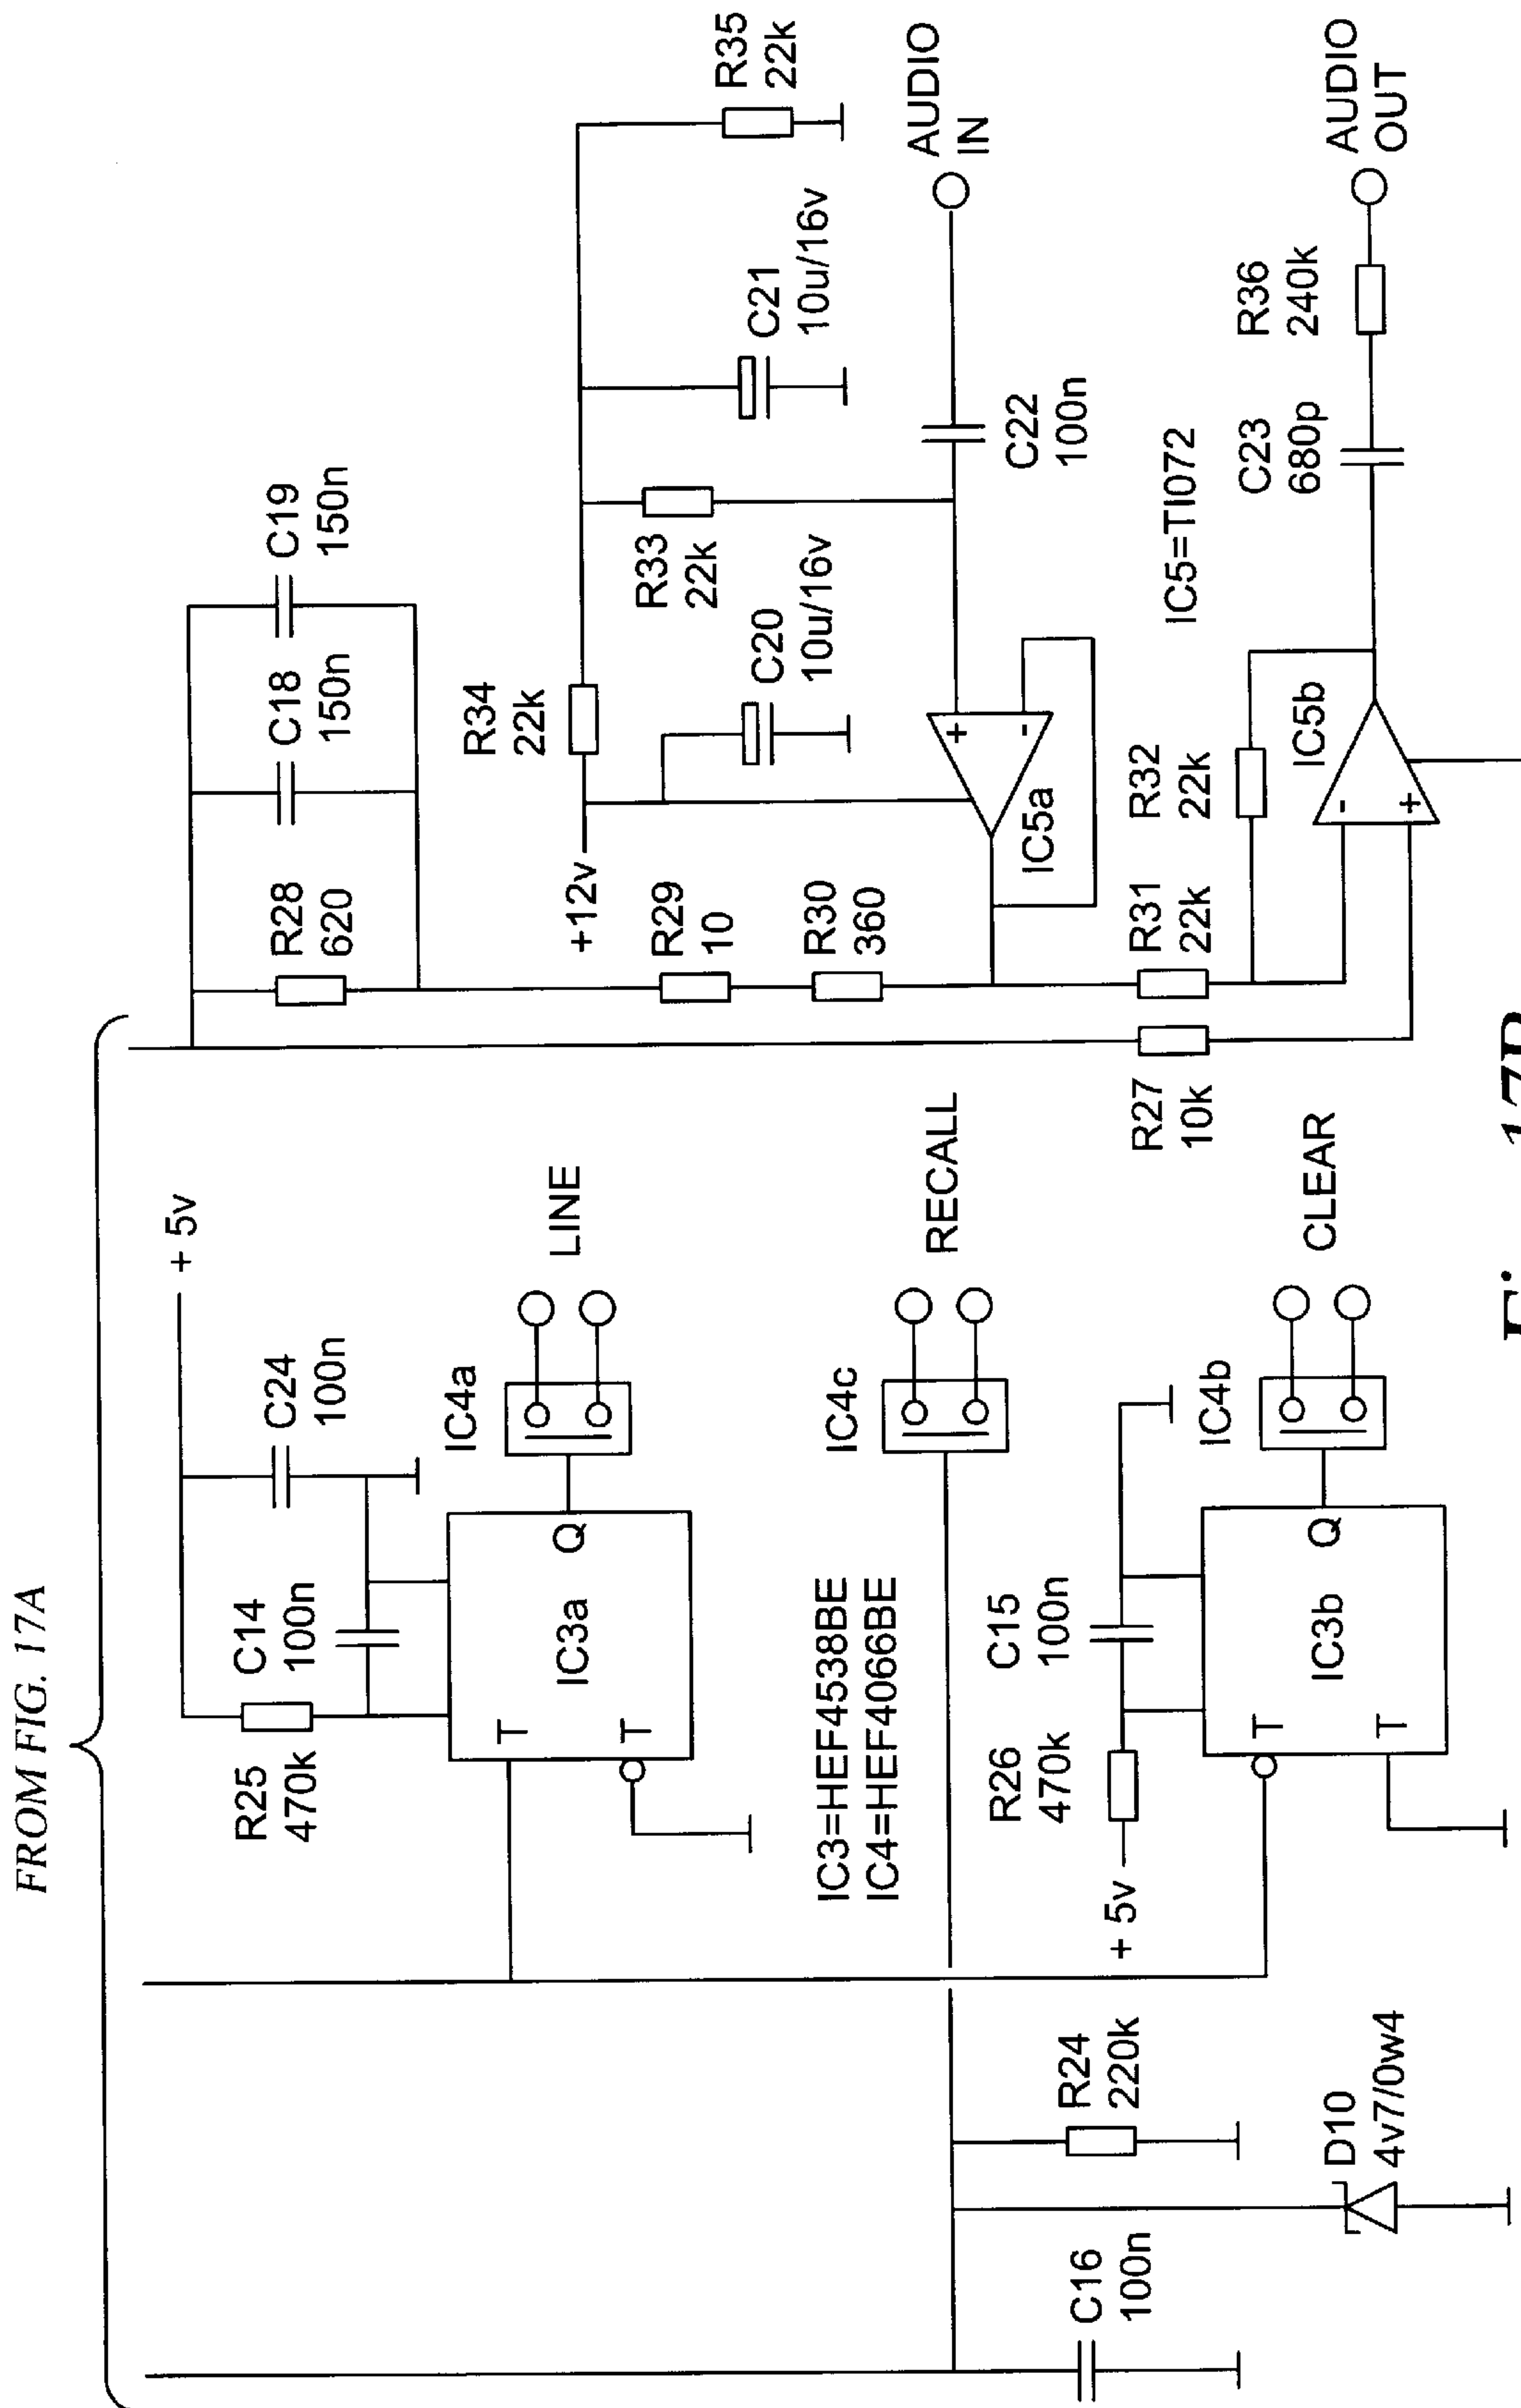 FROM FIG. 17A
R35
22k
AUDIO
IN
AUDIO
OUT
C21
10u/16v
R36
240k
C22
100n
C23
680p
C19
150n
C18
150n
R33
22k
C20
10u/16v
IC5=TI072
R34
22k
+
-
IC5a
R32
22k
IC5b
-
+
R28
620
+12v
R29
10
R30
360
R31
22k
R27
10k
+ 5v
LINE
RECALL
CLEAR
C24
100n
IC4a
IC4c
IC4b
C14
100n
Q
IC3a
T
T
R25
470k
IC3=HEF4538BE
IC4=HEF4066BE
C15
100n
Q
IC3b
T
T
R26
470k
+ 5v
R24
220k
D10
4v7/0w4
C16
100n